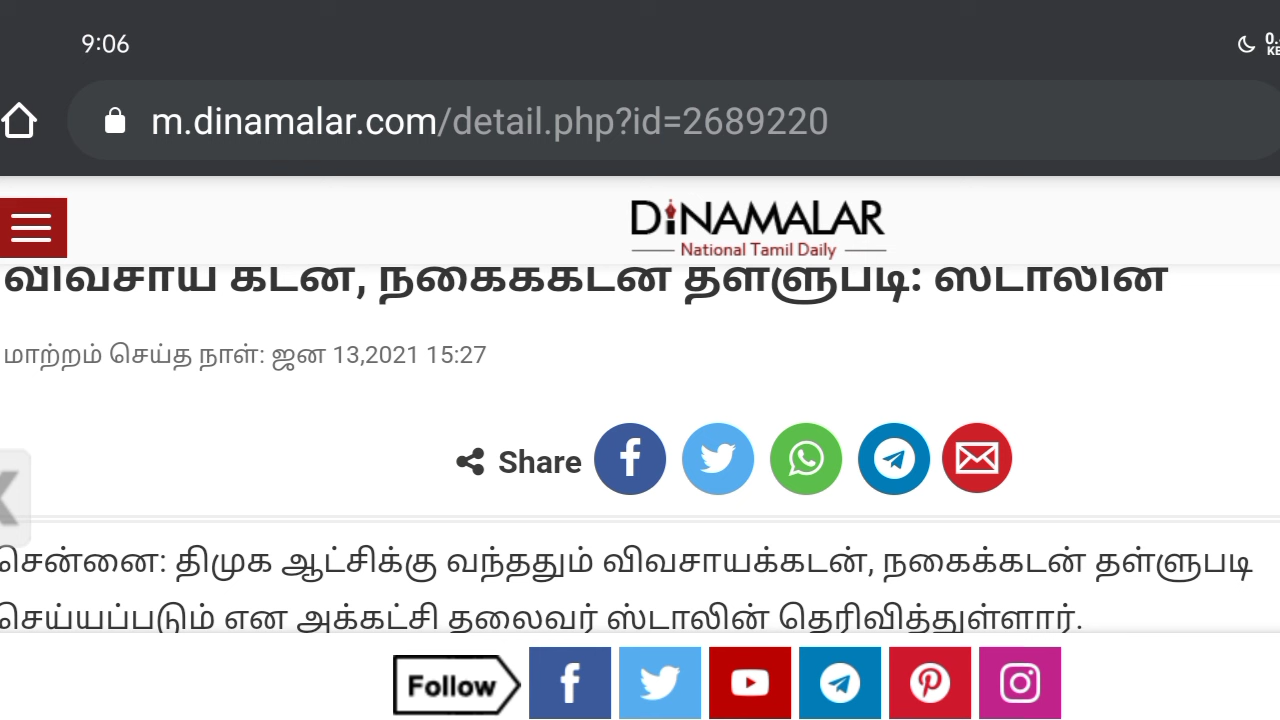 9:06
m.dinamalar.com/detail.php?id=2689220
DiNAMALAR
National Tamil Daily
விவசாய கடன், நகைக்கடன் தள்ளுபடி: ஸ்டாலின்
மாற்றம் செய்த நாள்: ஜன 13,2021 15:27
Share
சென்னை: திமுக ஆட்சிக்கு வந்ததும் விவசாயக்கடன், நகைக்கடன் தள்ளுபடி
செய்யப்படும் என அக்கட்சி தலைவர் ஸ்டாலின் தெரிவித்துள்ளார்.
Follow